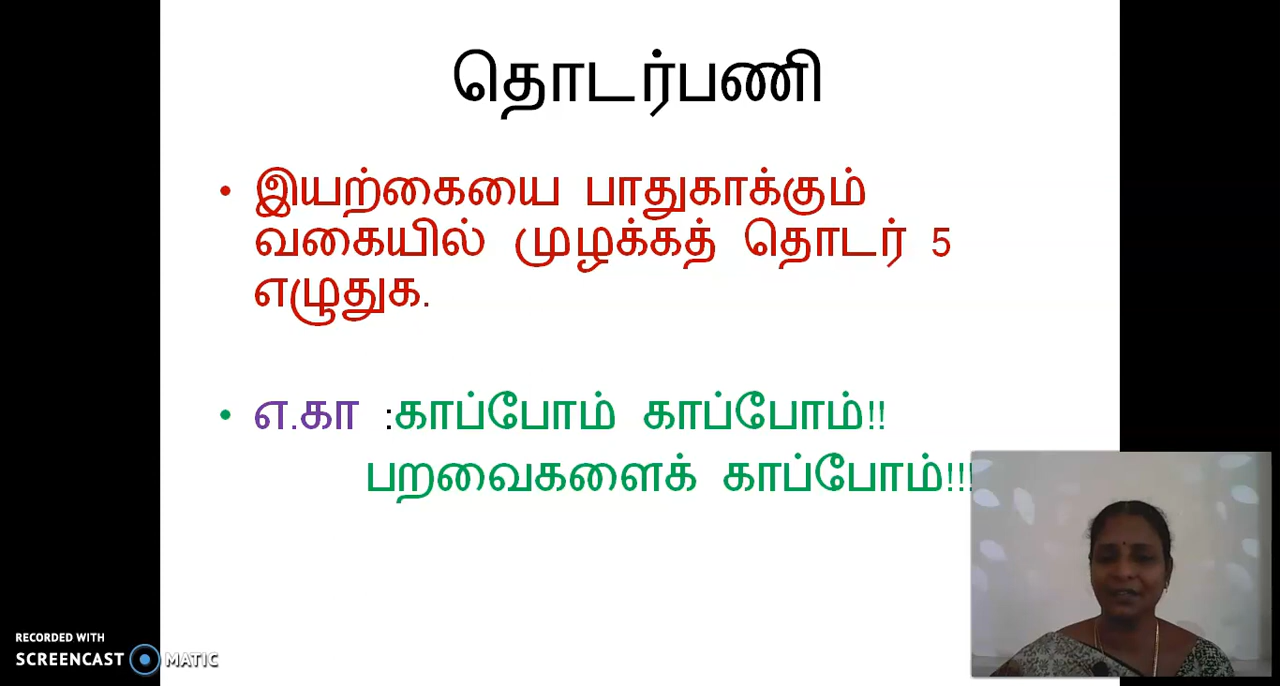 தொடர்பணி
• இயற்கையை பாதுகாக்கும்
வகையில் முழக்கத் தொடர் 5
எழுதுக.
• எ.கா :காப்போம் காப்போம்!!
பறவைகளைக் காப்போம்!!!
RECORDED WITH
SCREENCAST MATIC